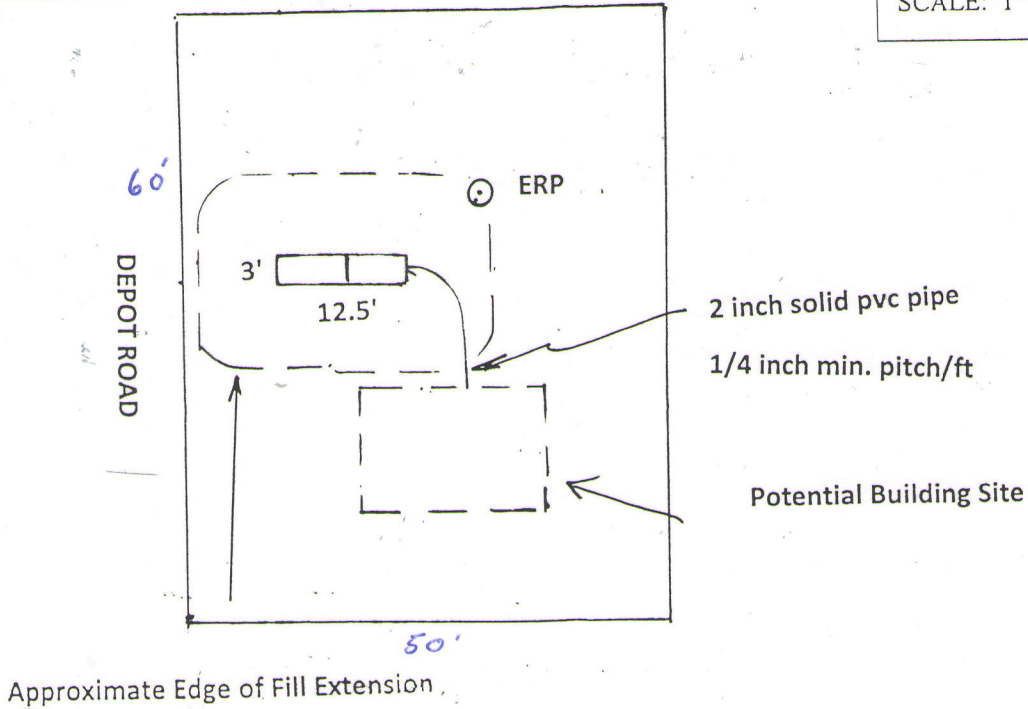 SCALE: 1"
60'
ERP
DEPOT ROAD
3'
12.5'
2 inch solid pvc pipe
1/4 inch min. pitch/ft
Potential Building Site
50'
Approximate Edge of Fill Extension